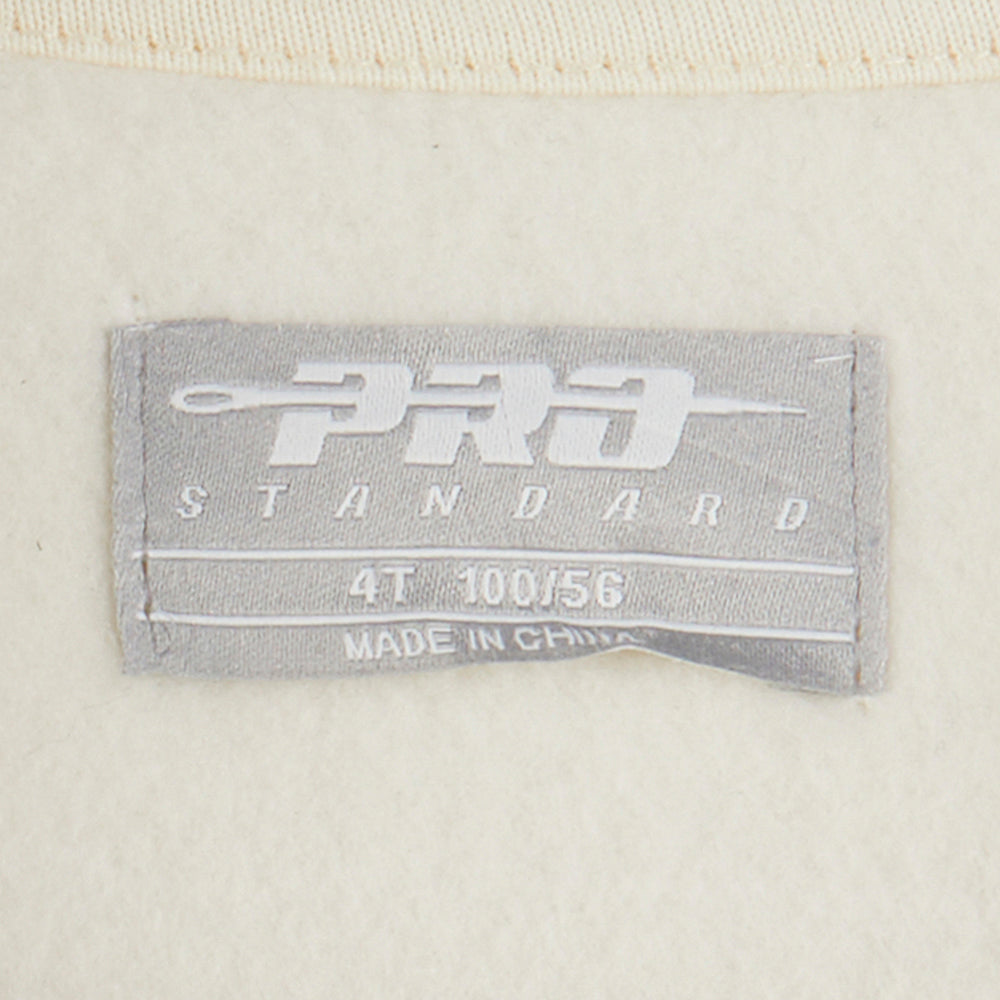 PRO
STANDARD
4T 100/56
MADE IN CHINA